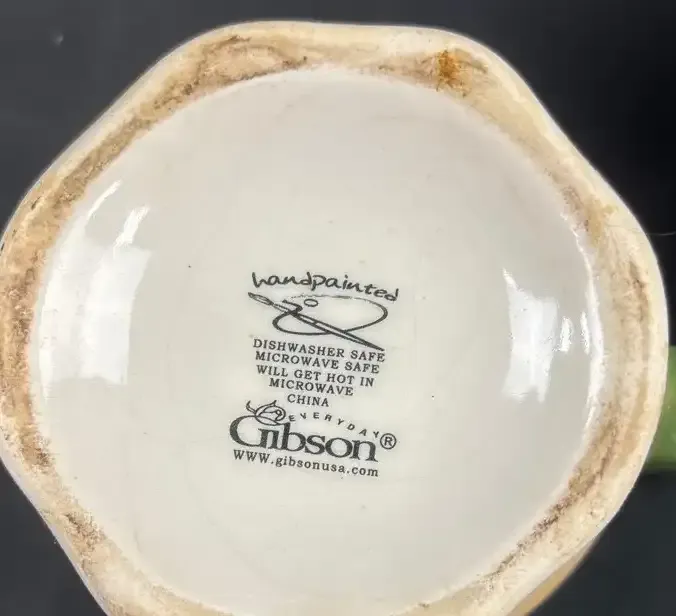 handpainted
DISHWASHER SAFE
MICROWAVE SAFE
WILL GET HOT IN
MICROWAVE
CHINA
EVERYDAY
Gibson®
WWW.gibsonusa.com